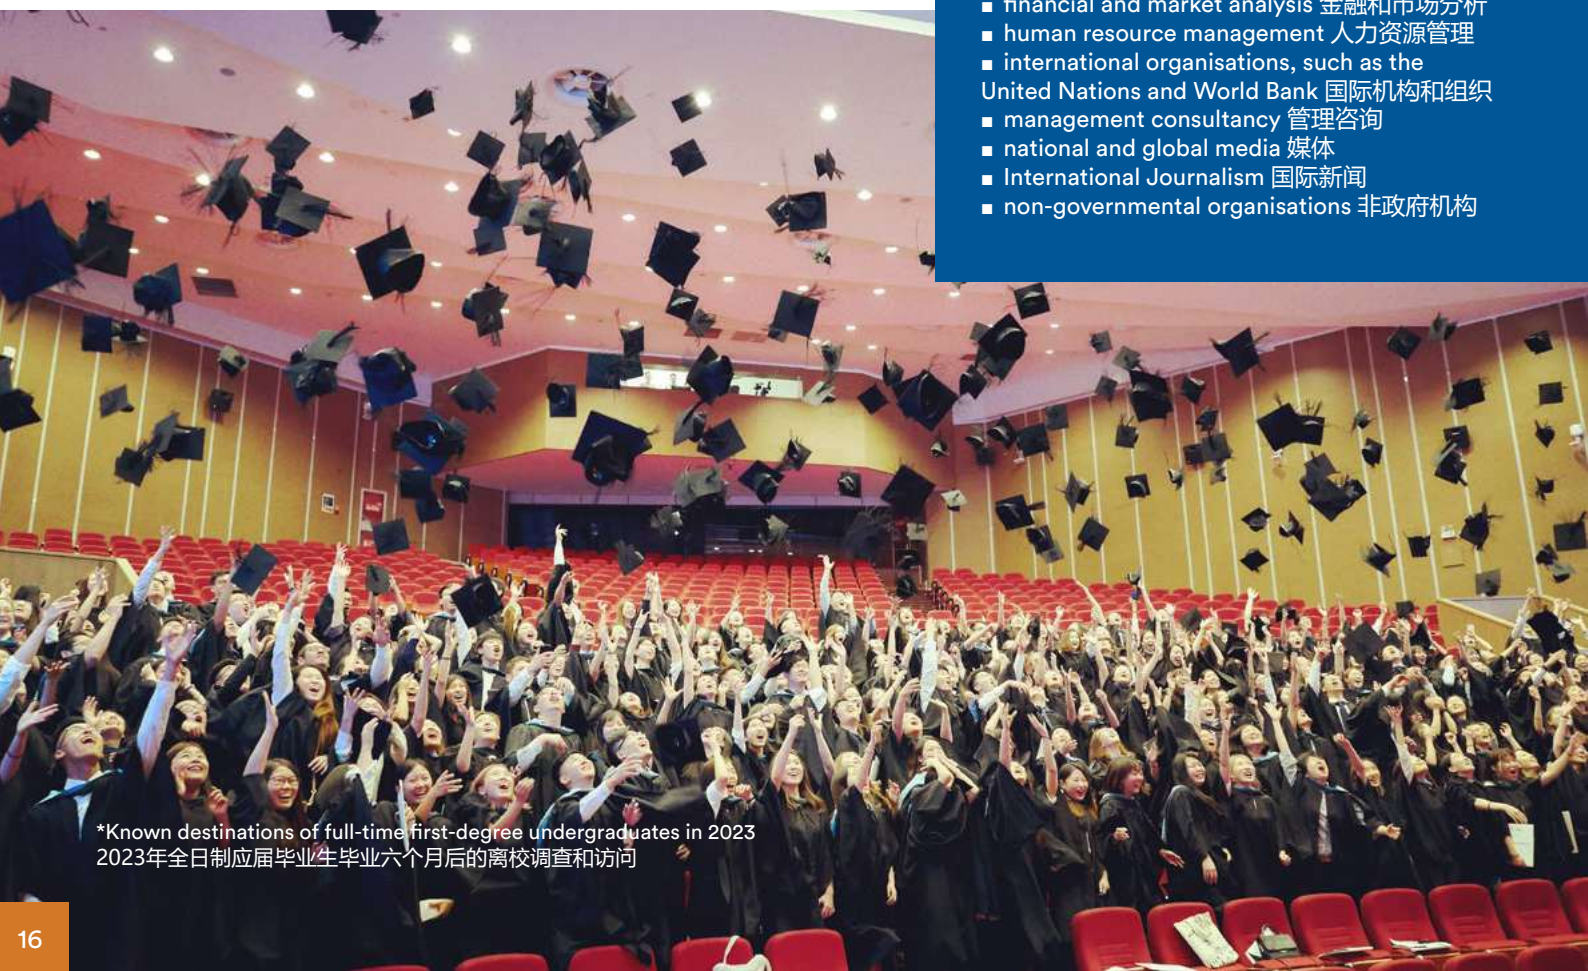 ■ financial and market analysis 金融和市场分析
■ human resource management 人力资源管理
■ international organisations, such as the
United Nations and World Bank 国际机构和组织
■ management consultancy 管理咨询
■ national and global media 媒体
■ International Journalism 国际新闻
■ non-governmental organisations 非政府机构
*Known destinations of full-time first-degree undergraduates in 2023
2023年全日制应届毕业生毕业六个月后的离校调查和访问
16